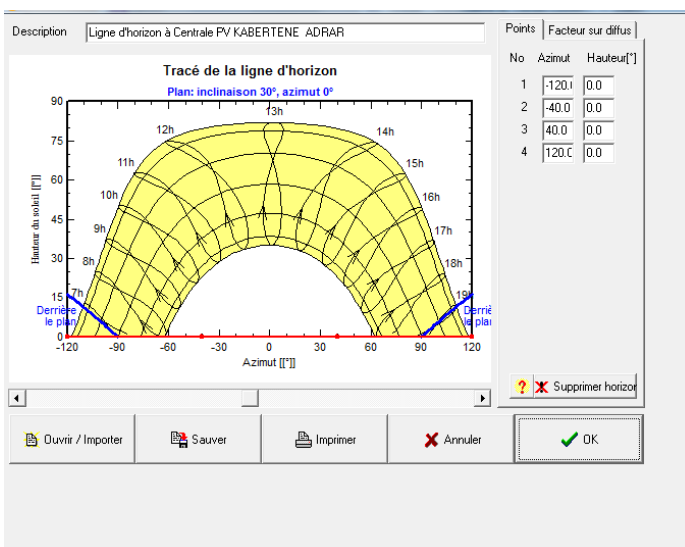 Description Ligne d'horizon à Centrale PV KABERTENE ADRAR
Points Facteur sur diffus
No Azimut Hauteur[°]
1 -120. 0.0
2 -40.0 0.0
3 40.0 0.0
4 120.0 0.0
Tracé de la ligne d'horizon
Plan: inclinaison 30°, azimut 0°
Hauteur du soleil [[°]]
90
75
60
45
30
15
0
13h
12h
14h
11h
15h
10h
16h
9h
17h
8h
18h
7h
19h
Derrière
le plan
Derriè
le plan
-120 -90 -60 -30 0 30 60 90 120
Azimut [[°]]
? Supprimer horizor
Ouvrir / Importer Sauver Imprimer Annuler OK